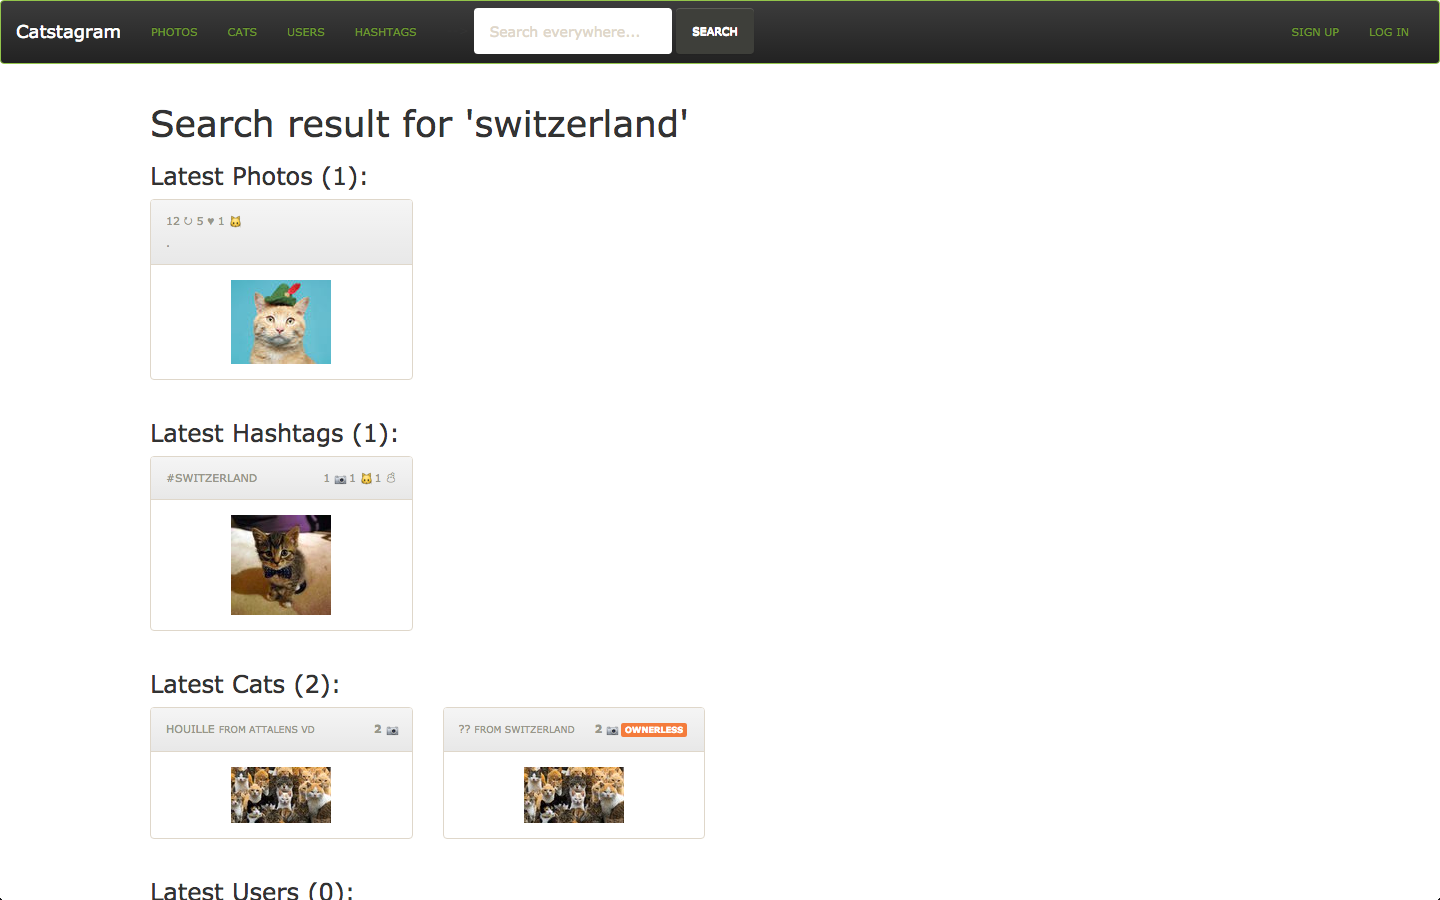 Catstagram PHOTOS CATS USERS HASHTAGS Search everywhere... SEARCH SIGN UP LOG IN
Search result for 'switzerland'
Latest Photos (1):
12 ↻ 5 ♥ 1 🐱
.
Latest Hashtags (1):
#SWITZERLAND 1 📷 1 🐱 1 ☃
Latest Cats (2):
HOUILLE FROM ATTALENS VD 2 📷
?? FROM SWITZERLAND 2 📷 OWNERLESS
Latest Users (0):